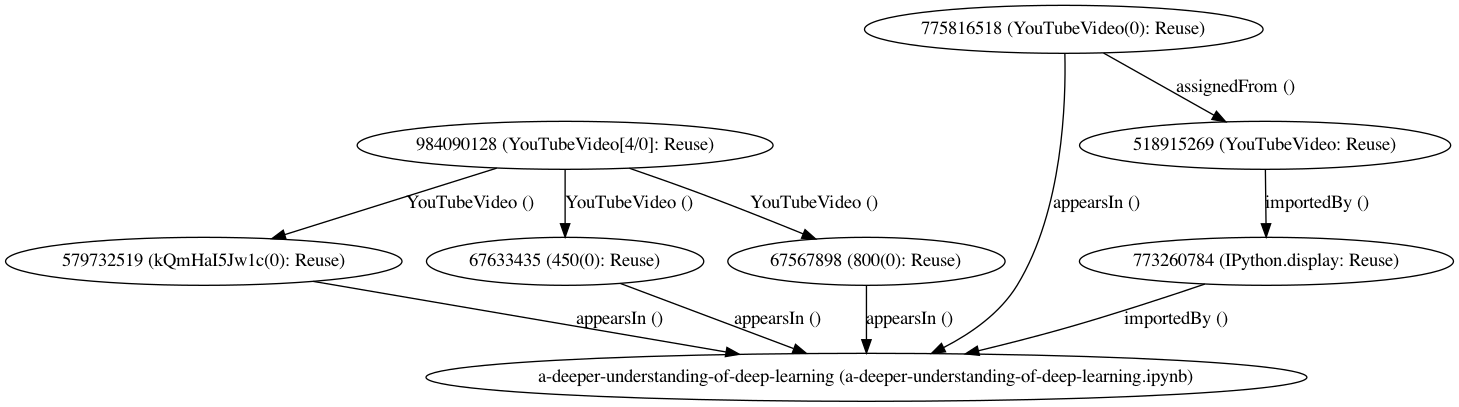 775816518 (YouTubeVideo(0): Reuse)
assignedFrom ()
984090128 (YouTubeVideo[4/0]: Reuse)
518915269 (YouTubeVideo: Reuse)
YouTubeVideo ()
YouTubeVideo ()
YouTubeVideo ()
appearsIn ()
importedBy ()
579732519 (kQmHaI5Jw1c(0): Reuse)
67633435 (450(0): Reuse)
67567898 (800(0): Reuse)
773260784 (IPython.display: Reuse)
appearsIn ()
appearsIn ()
appearsIn ()
importedBy ()
a-deeper-understanding-of-deep-learning (a-deeper-understanding-of-deep-learning.ipynb)